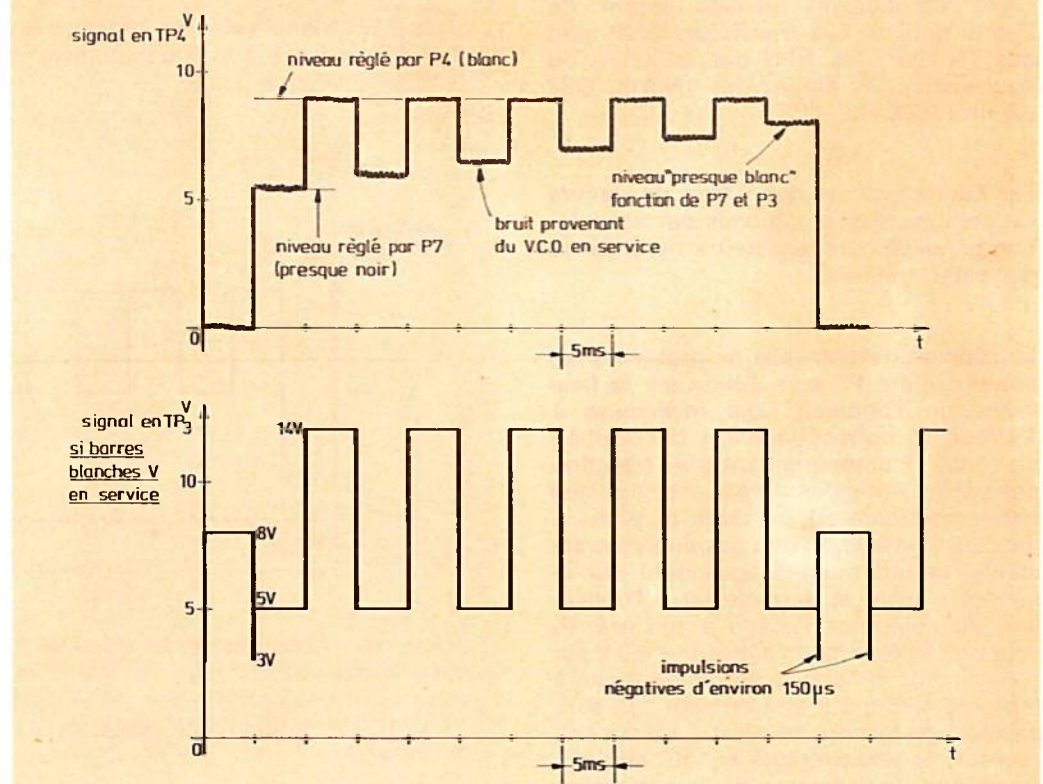 V
signal en TP4
niveau règlé par P4 (blanc)
10
5
niveau"presque blanc"
fonction de P7 et P3
bruit provenant
du V.C.O. en service
niveau règlé par P7
(presque noir)
0
5ms
t
V
signal en TP3
si barres
blanches V
en service
14V
10
8V
5V
5
3V
impulsions
négatives d'environ 150µs
0
5ms
t